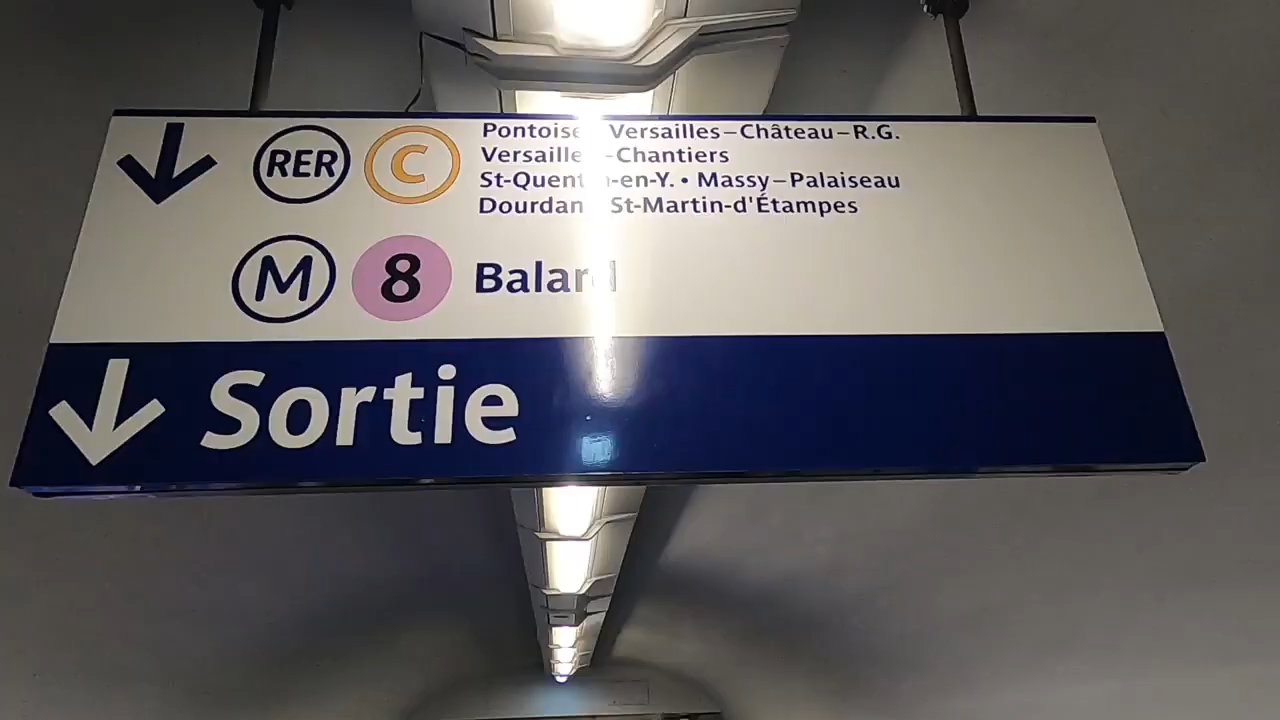 RER C Pontoise Versailles–Château–R.G.
Versailles–Chantiers
St-Quentin-en-Y. • Massy–Palaiseau
Dourdan St-Martin-d'Étampes
M 8 Balard
Sortie